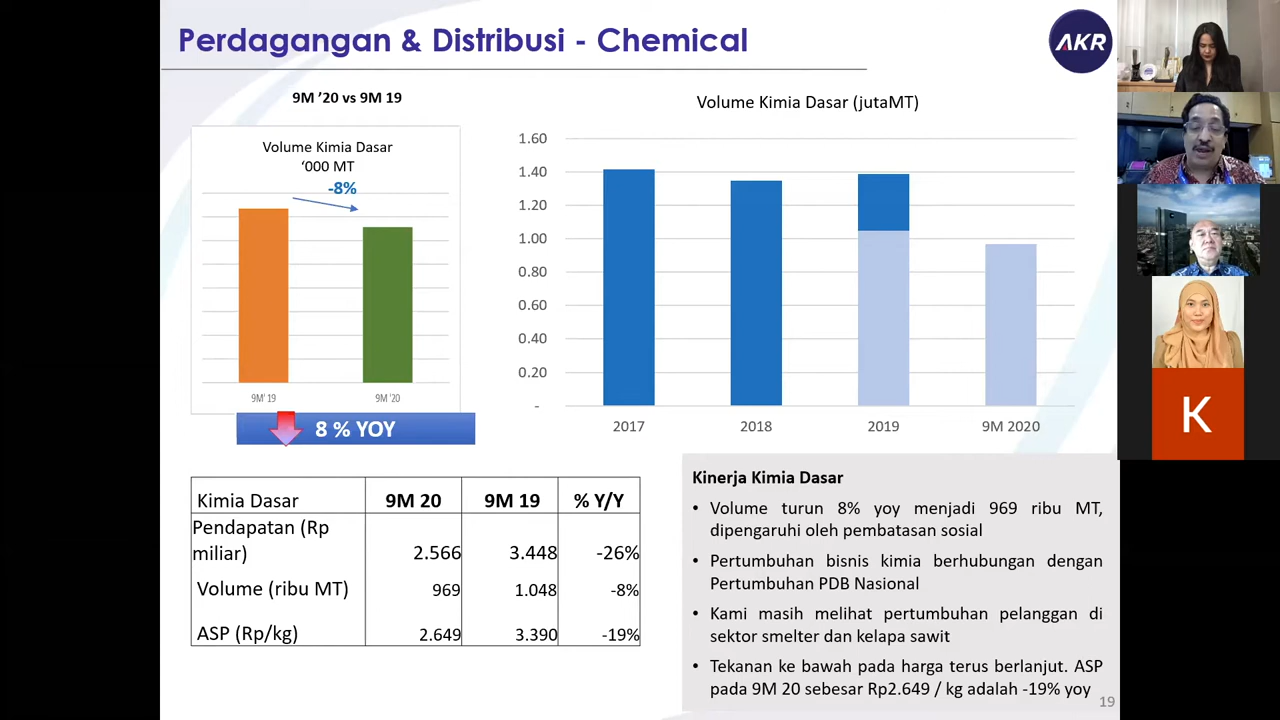 Perdagangan & Distribusi - Chemical
AKR
9M ’20 vs 9M 19
Volume Kimia Dasar
‘000 MT
-8%
9M' 19
9M '20
8 % YOY
Volume Kimia Dasar (jutaMT)
1.60
1.40
1.20
1.00
0.80
0.60
0.40
0.20
-
2017
2018
2019
9M 2020
Kimia Dasar 9M 20 9M 19 % Y/Y
Pendapatan (Rp
miliar) 2.566 3.448 -26%
Volume (ribu MT) 969 1.048 -8%
ASP (Rp/kg) 2.649 3.390 -19%
Kinerja Kimia Dasar
• Volume turun 8% yoy menjadi 969 ribu MT,
dipengaruhi oleh pembatasan sosial
• Pertumbuhan bisnis kimia berhubungan dengan
Pertumbuhan PDB Nasional
• Kami masih melihat pertumbuhan pelanggan di
sektor smelter dan kelapa sawit
• Tekanan ke bawah pada harga terus berlanjut. ASP
pada 9M 20 sebesar Rp2.649 / kg adalah -19% yoy
19
K